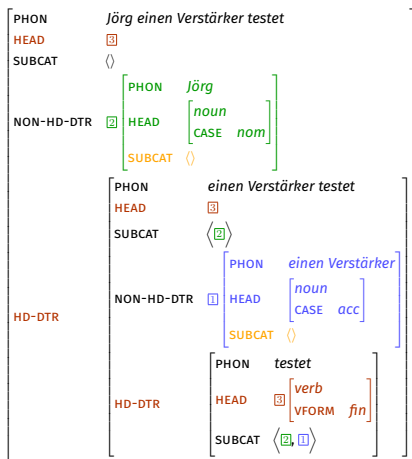 PHON Jörg einen Verstärker testet
HEAD 3
SUBCAT ⟨⟩
PHON Jörg
noun
NON-HD-DTR 2 HEAD
CASE nom
SUBCAT ⟨⟩
PHON einen Verstärker testet
HEAD 3
SUBCAT ⟨2⟩
PHON einen Verstärker
noun
NON-HD-DTR 1 HEAD
CASE acc
SUBCAT ⟨⟩
HD-DTR
PHON testet
verb
HD-DTR HEAD 3
VFORM fin
SUBCAT ⟨2, 1⟩